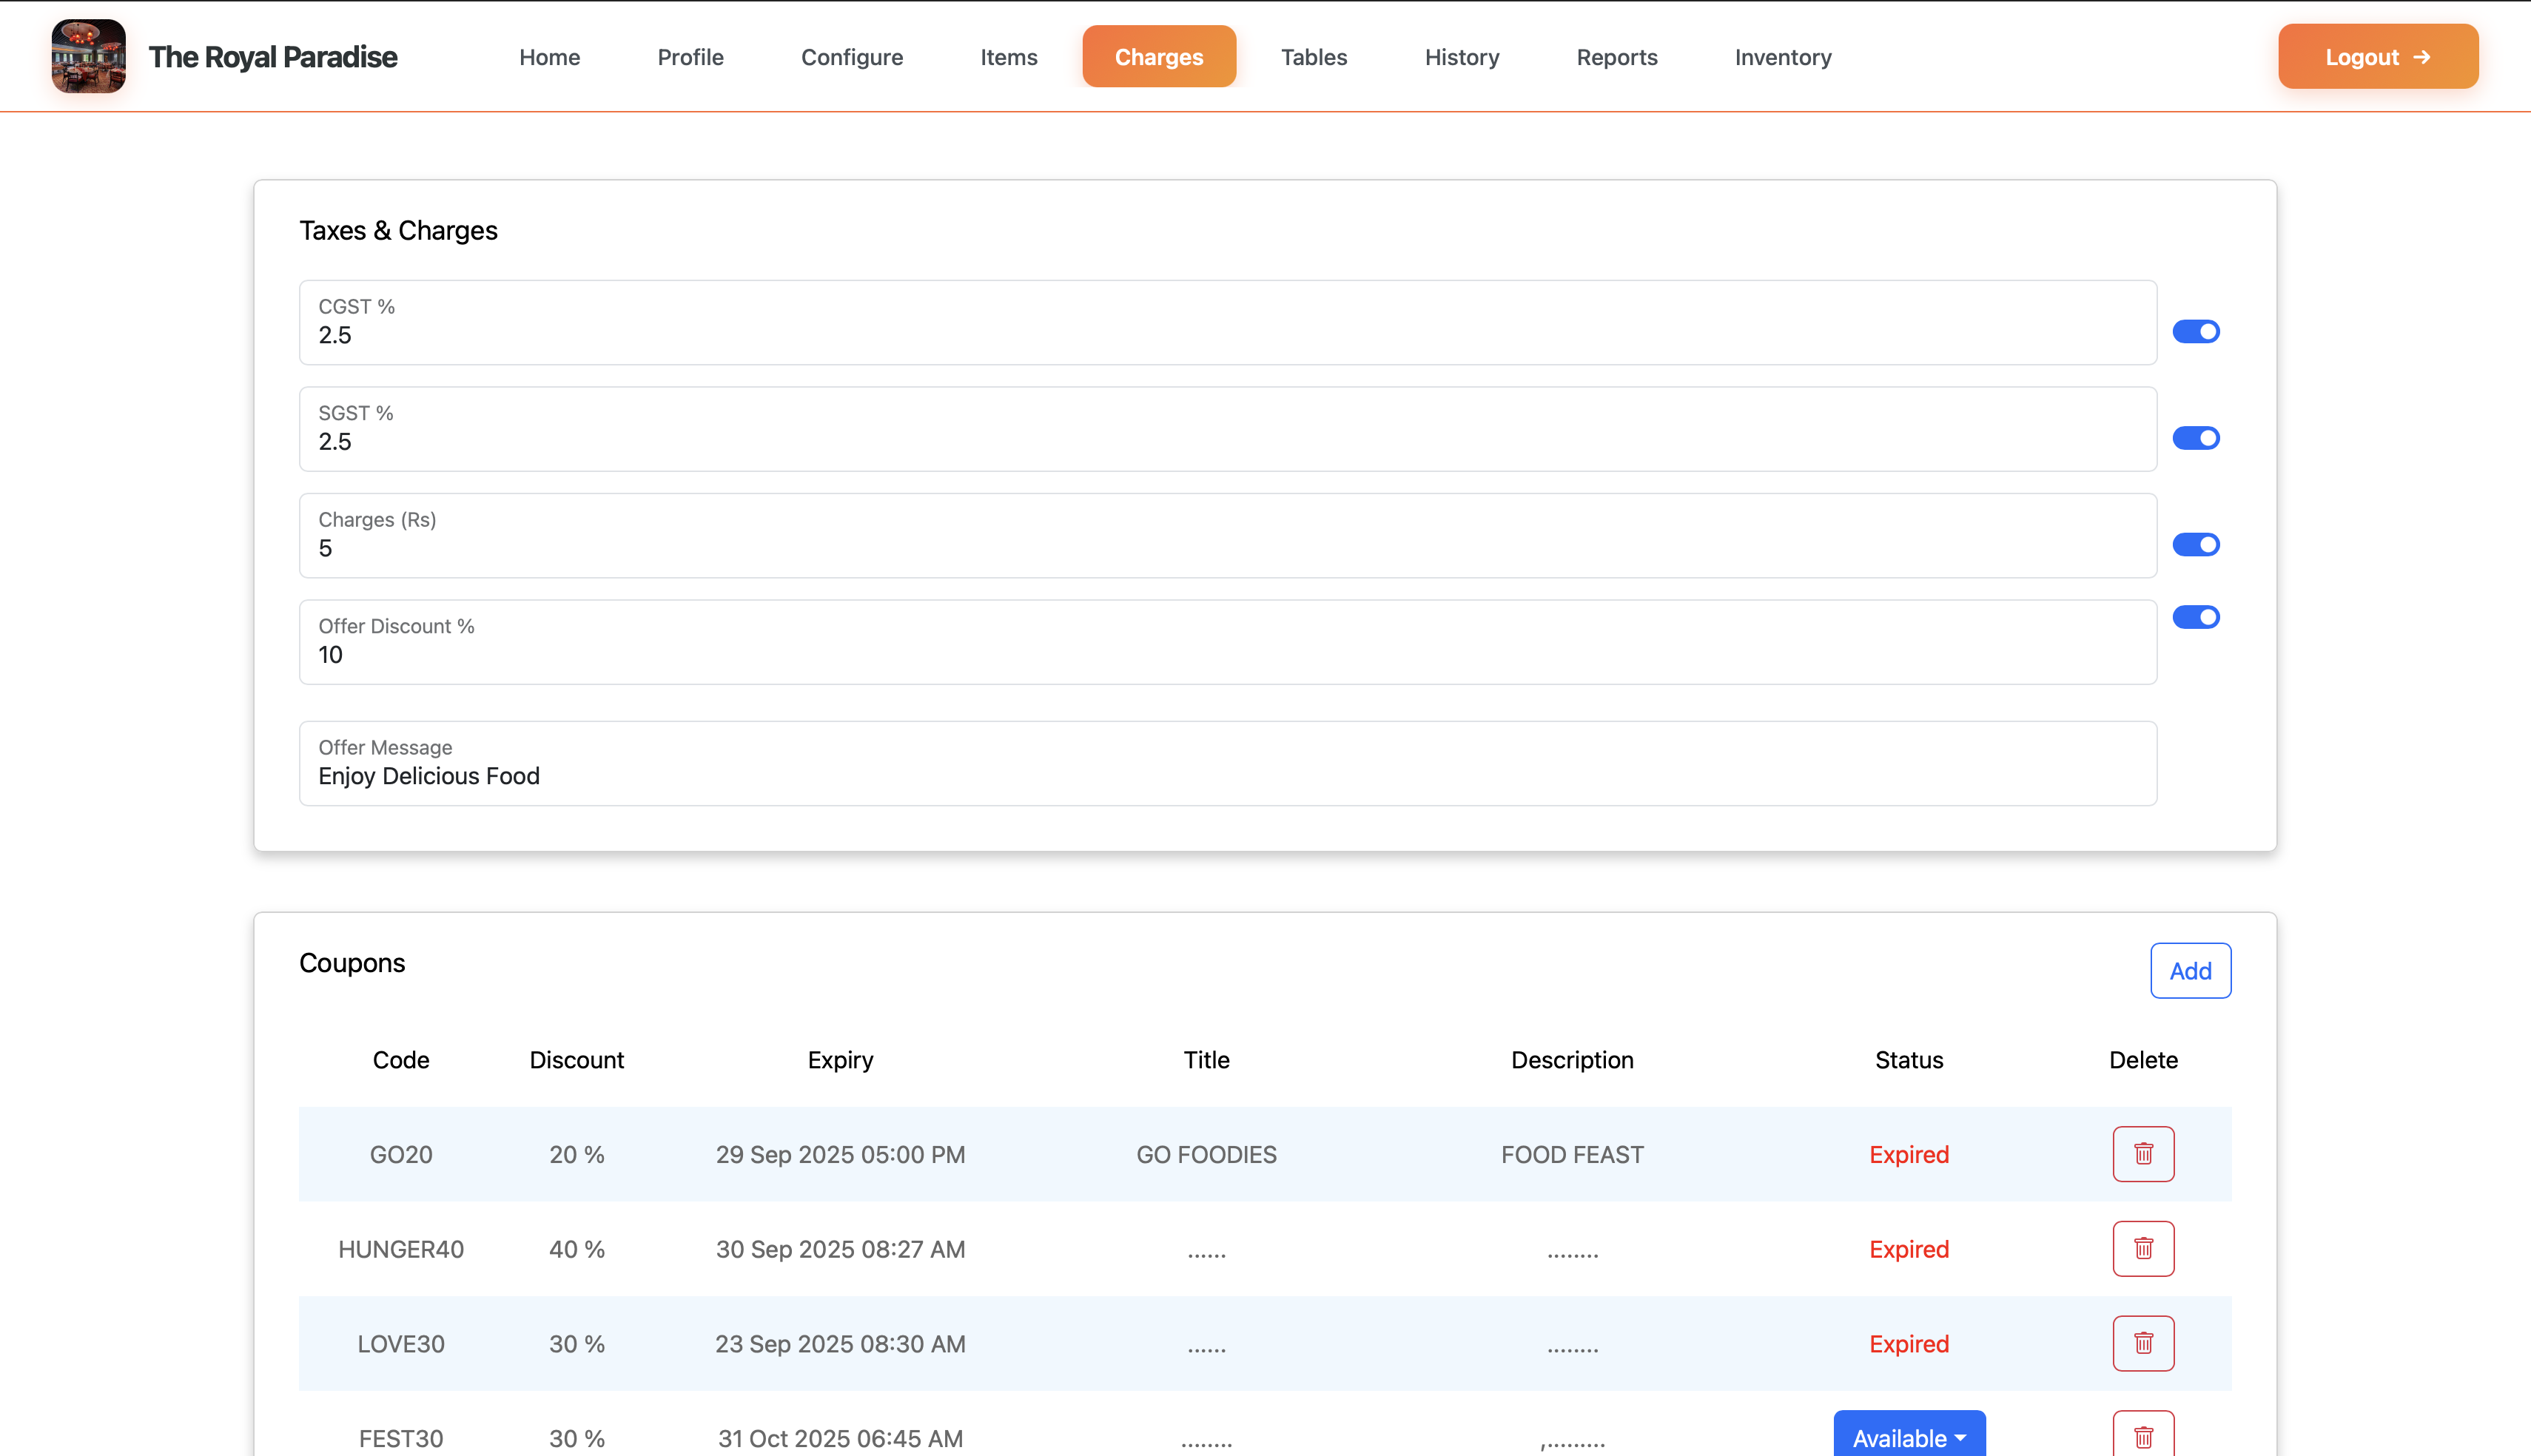 The Royal Paradise Home Profile Configure Items Charges Tables History Reports Inventory Logout →
Taxes & Charges
CGST %
2.5
SGST %
2.5
Charges (Rs)
5
Offer Discount %
10
Offer Message
Enjoy Delicious Food
Coupons Add
Code Discount Expiry Title Description Status Delete
GO20 20 % 29 Sep 2025 05:00 PM GO FOODIES FOOD FEAST Expired
HUNGER40 40 % 30 Sep 2025 08:27 AM ...... ........ Expired
LOVE30 30 % 23 Sep 2025 08:30 AM ...... ........ Expired
FEST30 30 % 31 Oct 2025 06:45 AM ........ ,......... Available